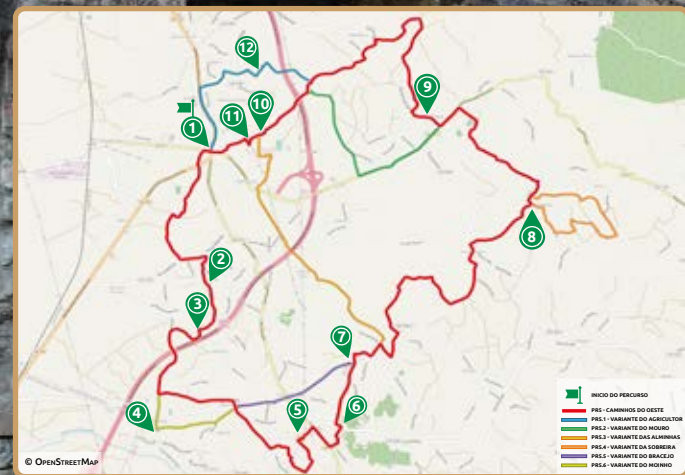 12
9
10
11
1
8
2
3
7
4
5
6
INICIO DO PERCURSO
PR5 - CAMINHOS DO OESTE
PR5.1 - VARIANTE DO AGRICULTOR
PR5.2 - VARIANTE DO MOURO
PR5.3 - VARIANTE DAS ALMINHAS
PR5.4 - VARIANTE DA SOBREIRA
PR5.5 - VARIANTE DO BRACEJO
PR5.6 - VARIANTE DO MOINHO
© OPENSTREETMAP